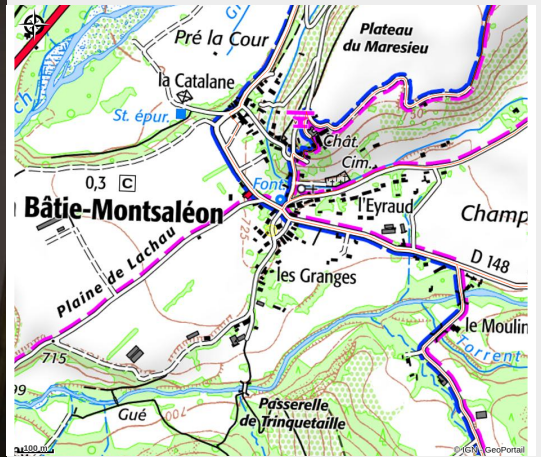 Pré la Cour
Plateau
du Maresieu
la Catalane
St. épur.
750
Chât.
Cim.
0,3 C
Font.
Bâtie-Montsaléon
l'Eyraud
Champ
725
Plaine de Lachau
D 148
les Granges
le Moulin
Torrent
715
99
Gué
700
Passerelle
de Trinquetaille
100 m
© IGN - GeoPortail